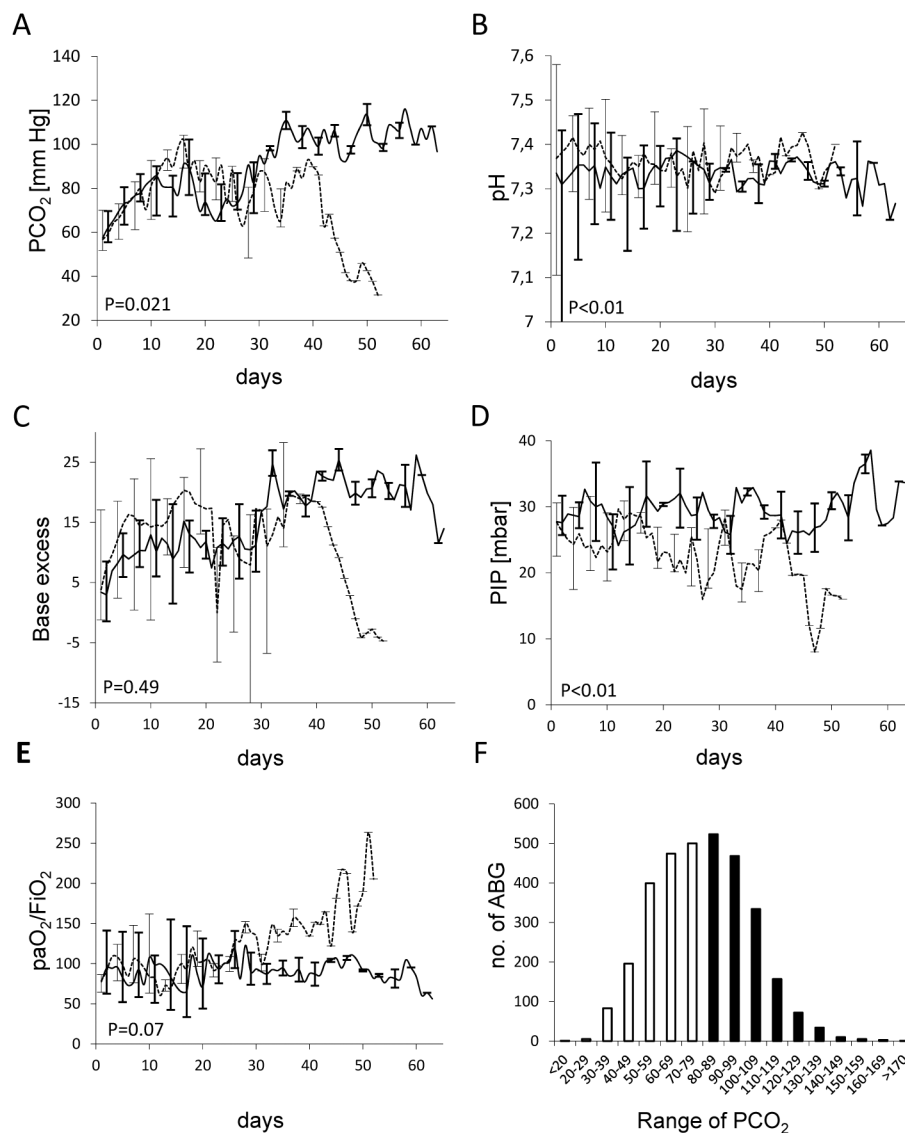 A
PCO₂ [mm Hg]
140
120
100
80
60
40
20
P=0.021
0 10 20 30 40 50 60
days
B
pH
7,6
7,5
7,4
7,3
7,2
7,1
7
P<0.01
0 10 20 30 40 50 60
days
C
Base excess
25
15
5
-5
-15
P=0.49
0 10 20 30 40 50 60
days
D
PIP [mbar]
40
30
20
10
0
P<0.01
0 10 20 30 40 50 60
days
E
paO₂/FiO₂
300
250
200
150
100
50
0
P=0.07
0 10 20 30 40 50 60
days
F
no. of ABG
600
500
400
300
200
100
0
<20 20-29 30-39 40-49 50-59 60-69 70-79 80-89 90-99 100-109 110-119 120-129 130-139 140-149 150-159 160-169 >170
Range of PCO₂